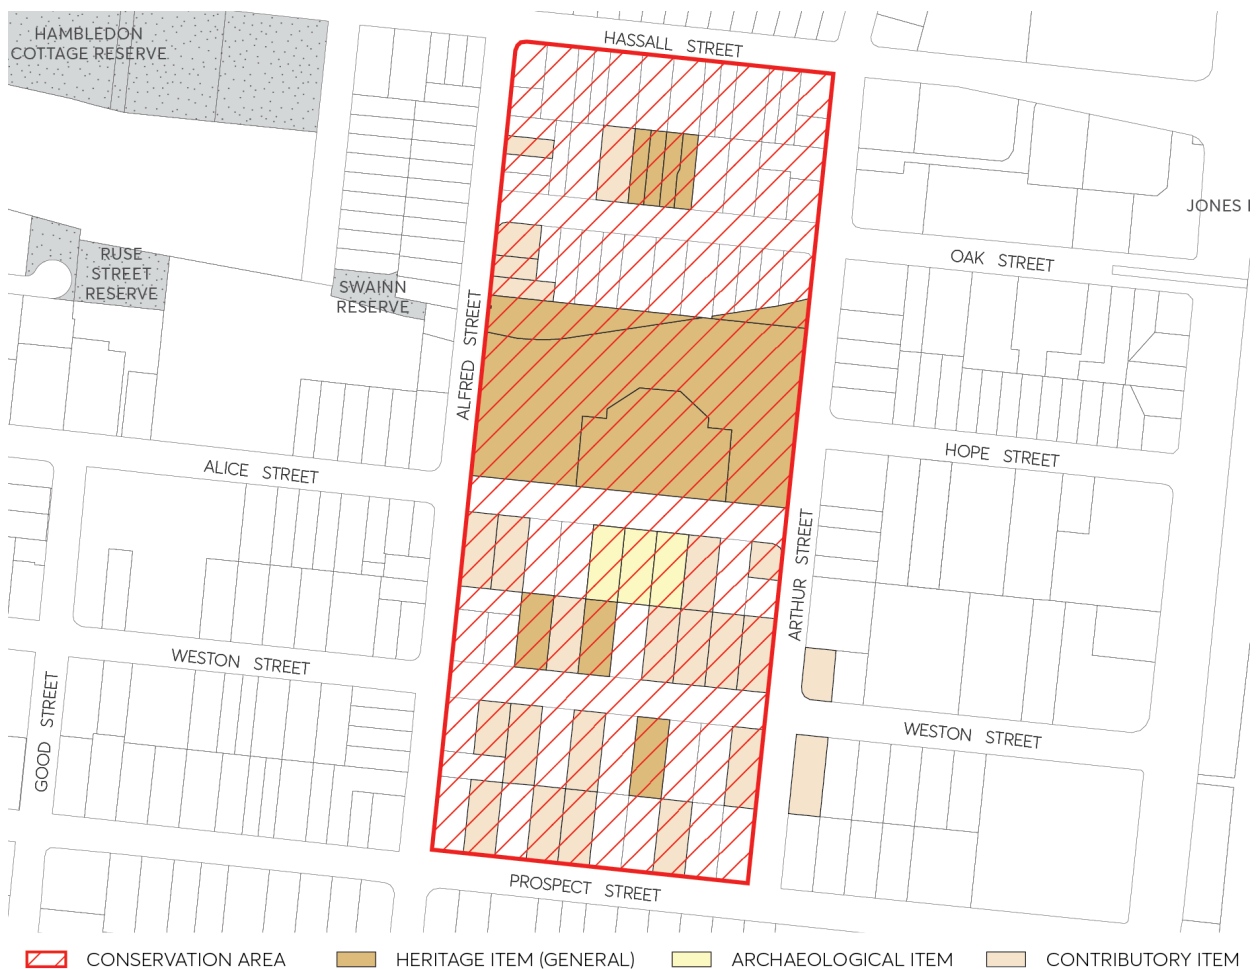 HAMBLEDON
COTTAGE RESERVE
HASSALL STREET
JONES
OAK STREET
RUSE
STREET
RESERVE
SWAINN
RESERVE
ALFRED STREET
HOPE STREET
ALICE STREET
ARTHUR STREET
WESTON STREET
GOOD STREET
WESTON STREET
PROSPECT STREET
CONSERVATION AREA
HERITAGE ITEM (GENERAL)
ARCHAEOLOGICAL ITEM
CONTRIBUTORY ITEM